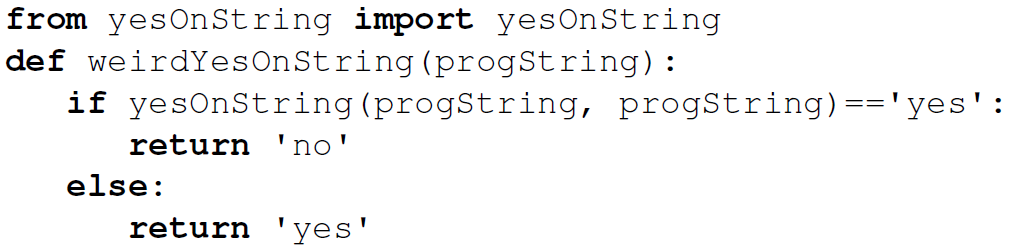 from yesOnString import yesOnString
def weirdYesOnString(progString):
    if yesOnString(progString, progString)=='yes':
        return 'no'
    else:
        return 'yes'